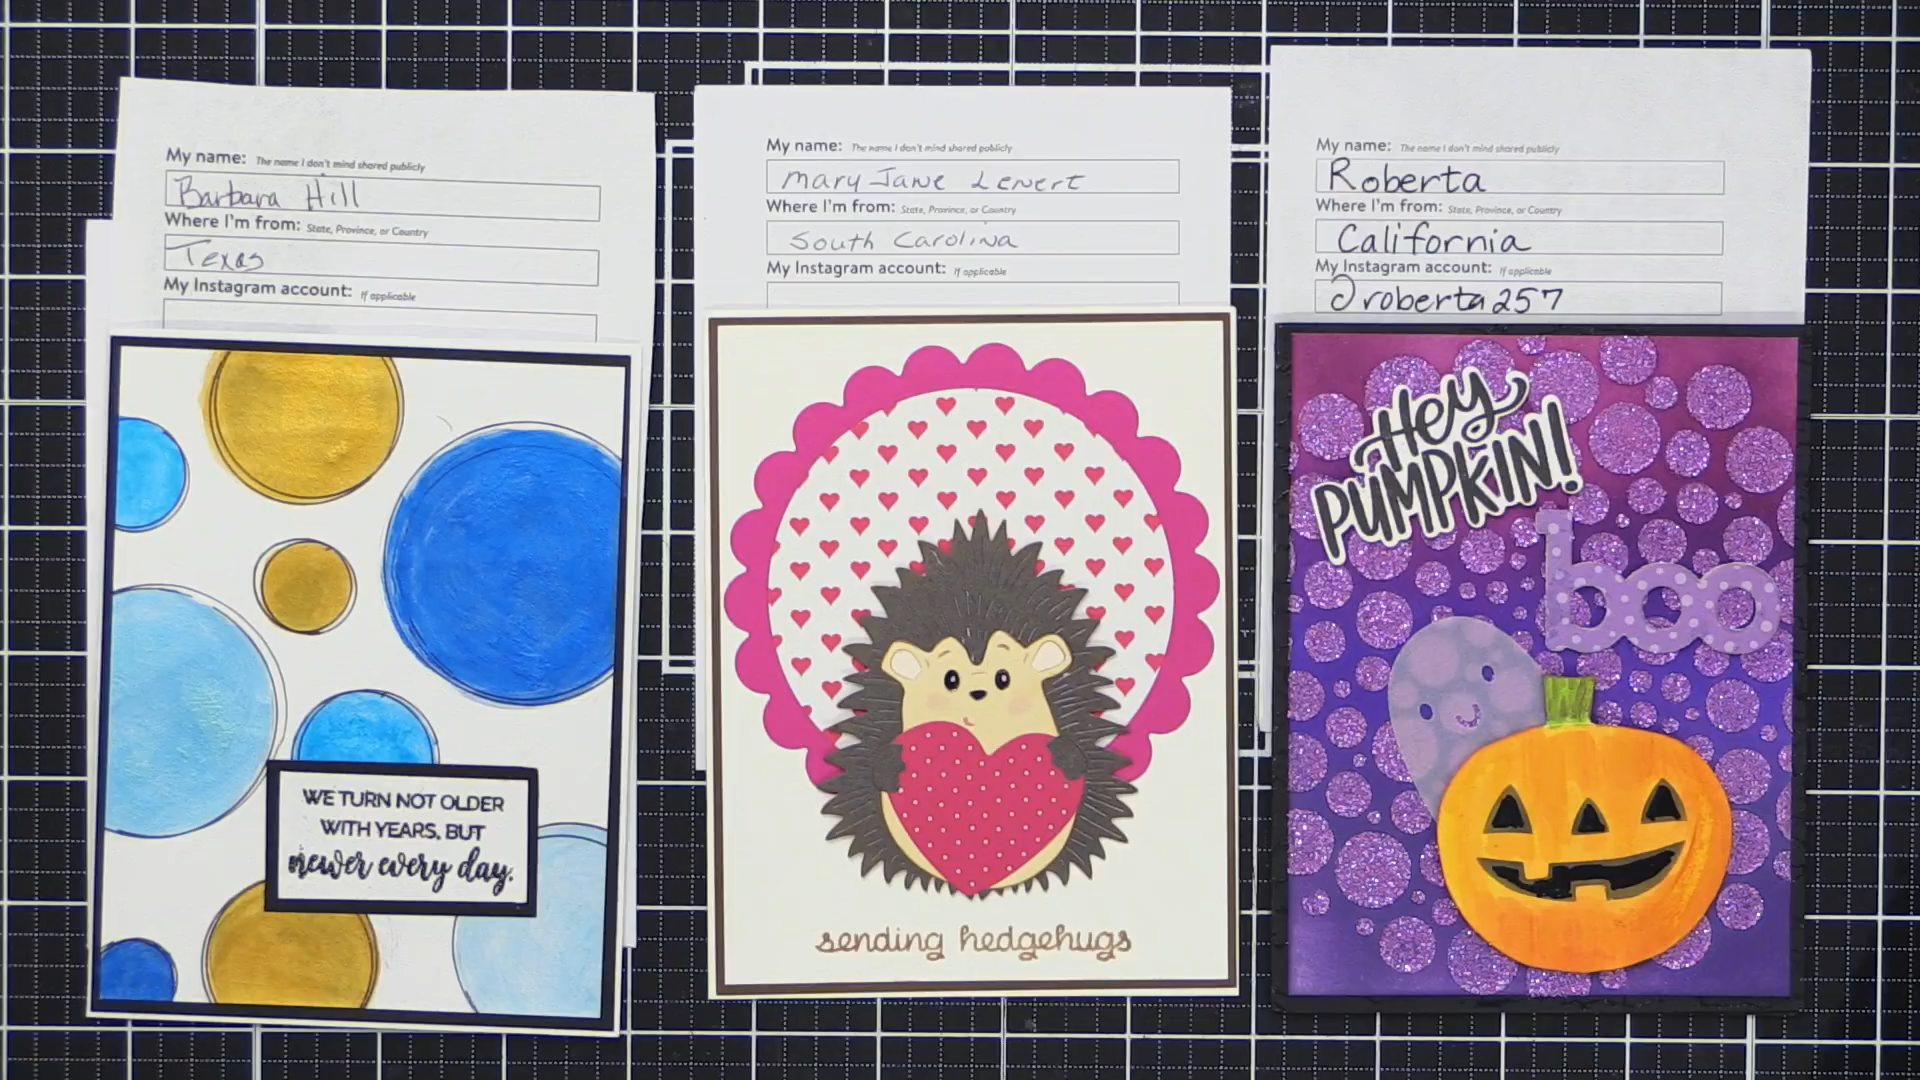 My name: The name I don't mind shared publicly
Barbara Hill
Where I'm from: State, Province, or Country
Texas
My Instagram account: If applicable
WE TURN NOT OLDER
WITH YEARS, BUT
newer every day.
My name: The name I don't mind shared publicly
Mary Jane Lenert
Where I'm from: State, Province, or Country
South Carolina
My Instagram account: If applicable
sending hedgehugs
My name: The name I don't mind shared publicly
Roberta
Where I'm from: State, Province, or Country
California
My Instagram account: If applicable
Jroberta257
Hey
PUMPKIN!
boo